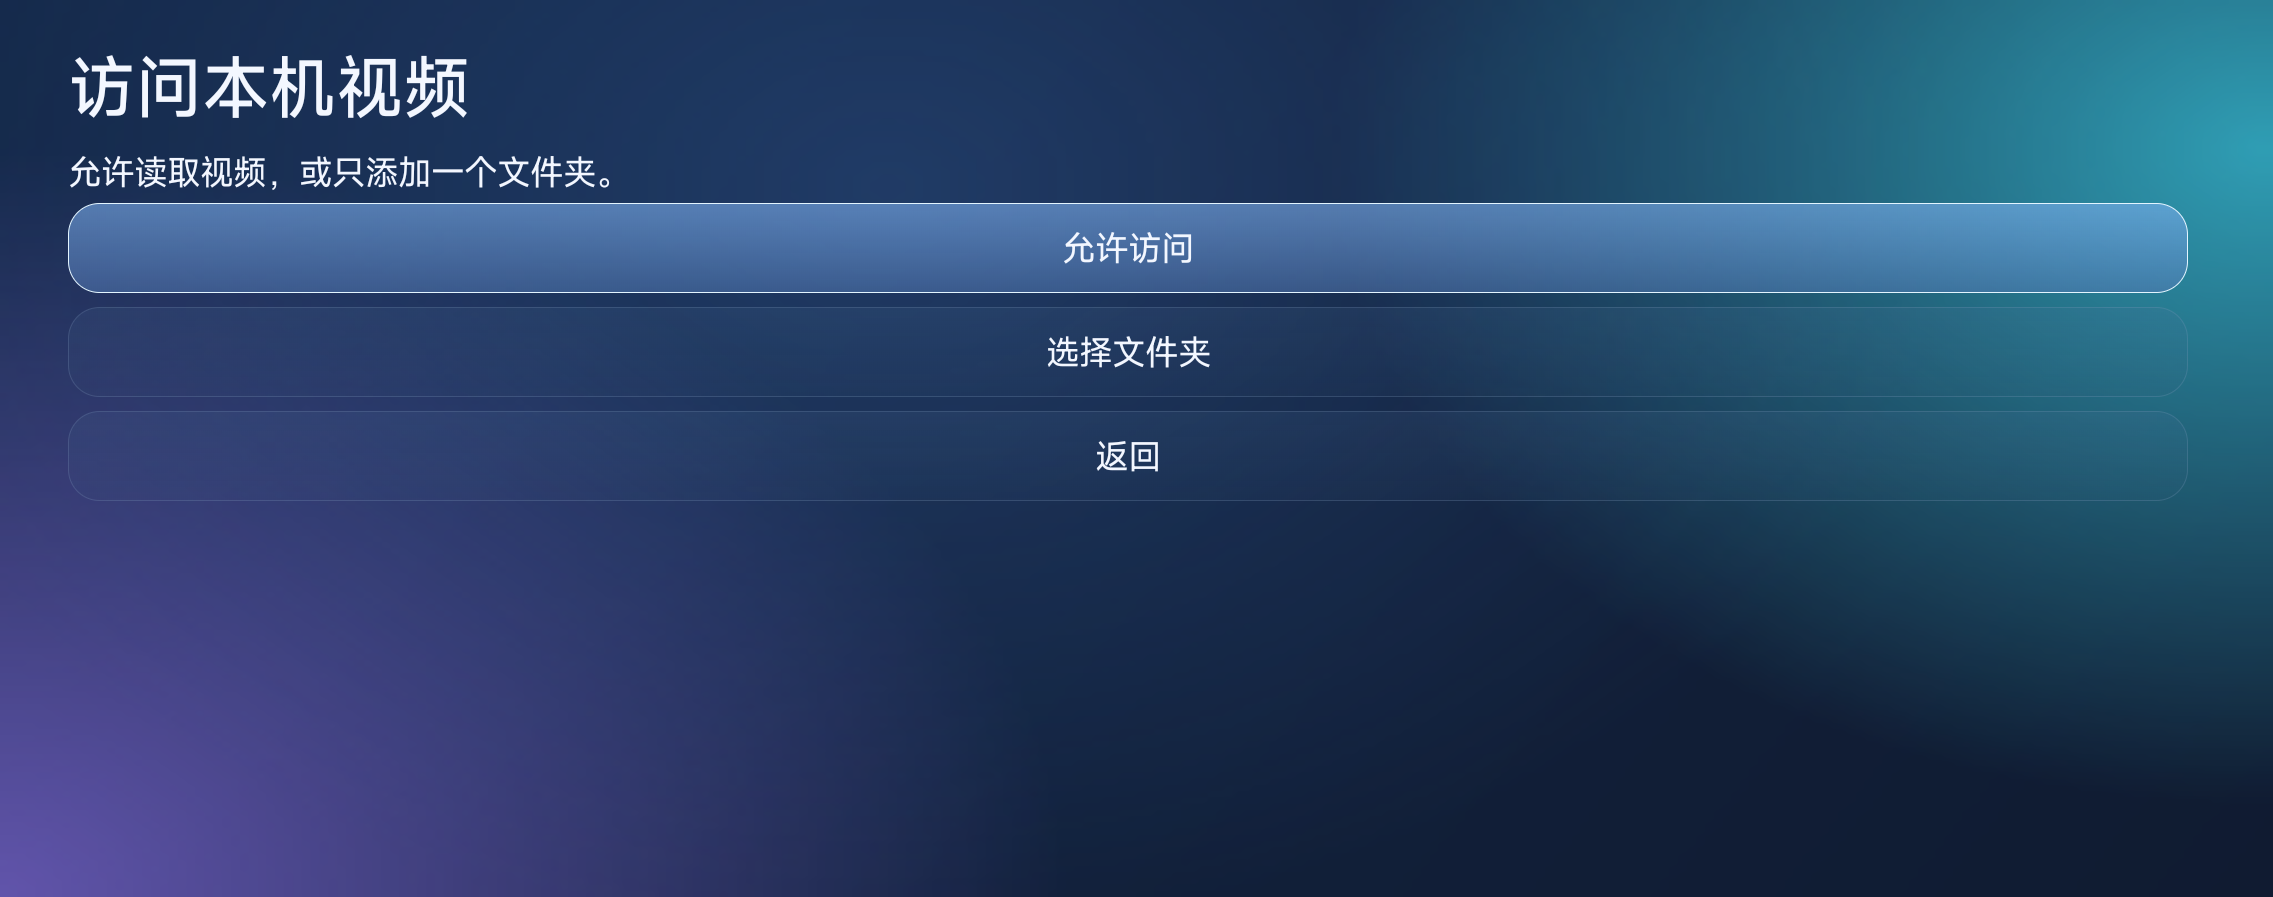 访问本机视频
允许读取视频，或只添加一个文件夹。
允许访问
选择文件夹
返回